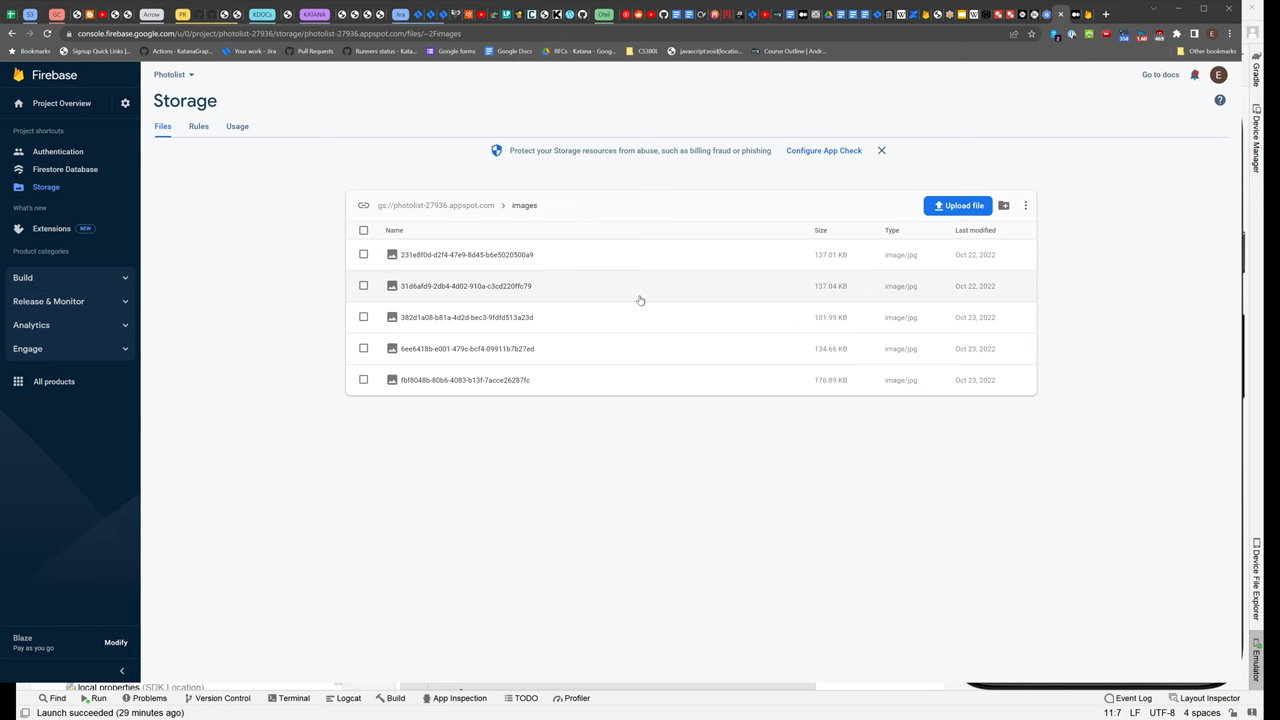 S3 GC Arrow PR KDOCs KATANA Jira Otel
console.firebase.google.com/u/0/project/photolist-27936/storage/photolist-27936.appspot.com/files/~2Fimages
Bookmarks Signup Quick Links |... Actions - KatanaGrap... Your work - Jira Pull Requests Runners status - Kata... Google forms Google Docs RFCs - Katana - Goog... CS380L javascript:void(locatio... Course Outline | Andr... Other bookmarks
Firebase
Project Overview
Project shortcuts
Authentication
Firestore Database
Storage
What's new
Extensions NEW
Product categories
Build
Release & Monitor
Analytics
Engage
All products
Blaze
Pay as you go
Modify
Photolist
Go to docs
E
Storage
Files Rules Usage
Protect your Storage resources from abuse, such as billing fraud or phishing Configure App Check
gs://photolist-27936.appspot.com > images
Upload file
Name Size Type Last modified
231e8f0d-d2f4-47e9-8d45-b6e5020500a9 137.01 KB image/jpg Oct 22, 2022
31d6afd9-2db4-4d02-910a-c3cd220ffc79 137.04 KB image/jpg Oct 22, 2022
382d1a08-b81a-4d2d-bec3-9fdfd513a23d 101.99 KB image/jpg Oct 23, 2022
6ee6418b-e001-479c-bcf4-09911b7b27ed 134.66 KB image/jpg Oct 23, 2022
fbf8048b-80b6-4083-b13f-7acce26287fc 176.89 KB image/jpg Oct 23, 2022
Gradle
Device Manager
Device File Explorer
Emulator
local.properties (SDK Location)
Find Run Problems Version Control Terminal Logcat Build App Inspection TODO Profiler Event Log Layout Inspector
Launch succeeded (29 minutes ago) 11:7 LF UTF-8 4 spaces